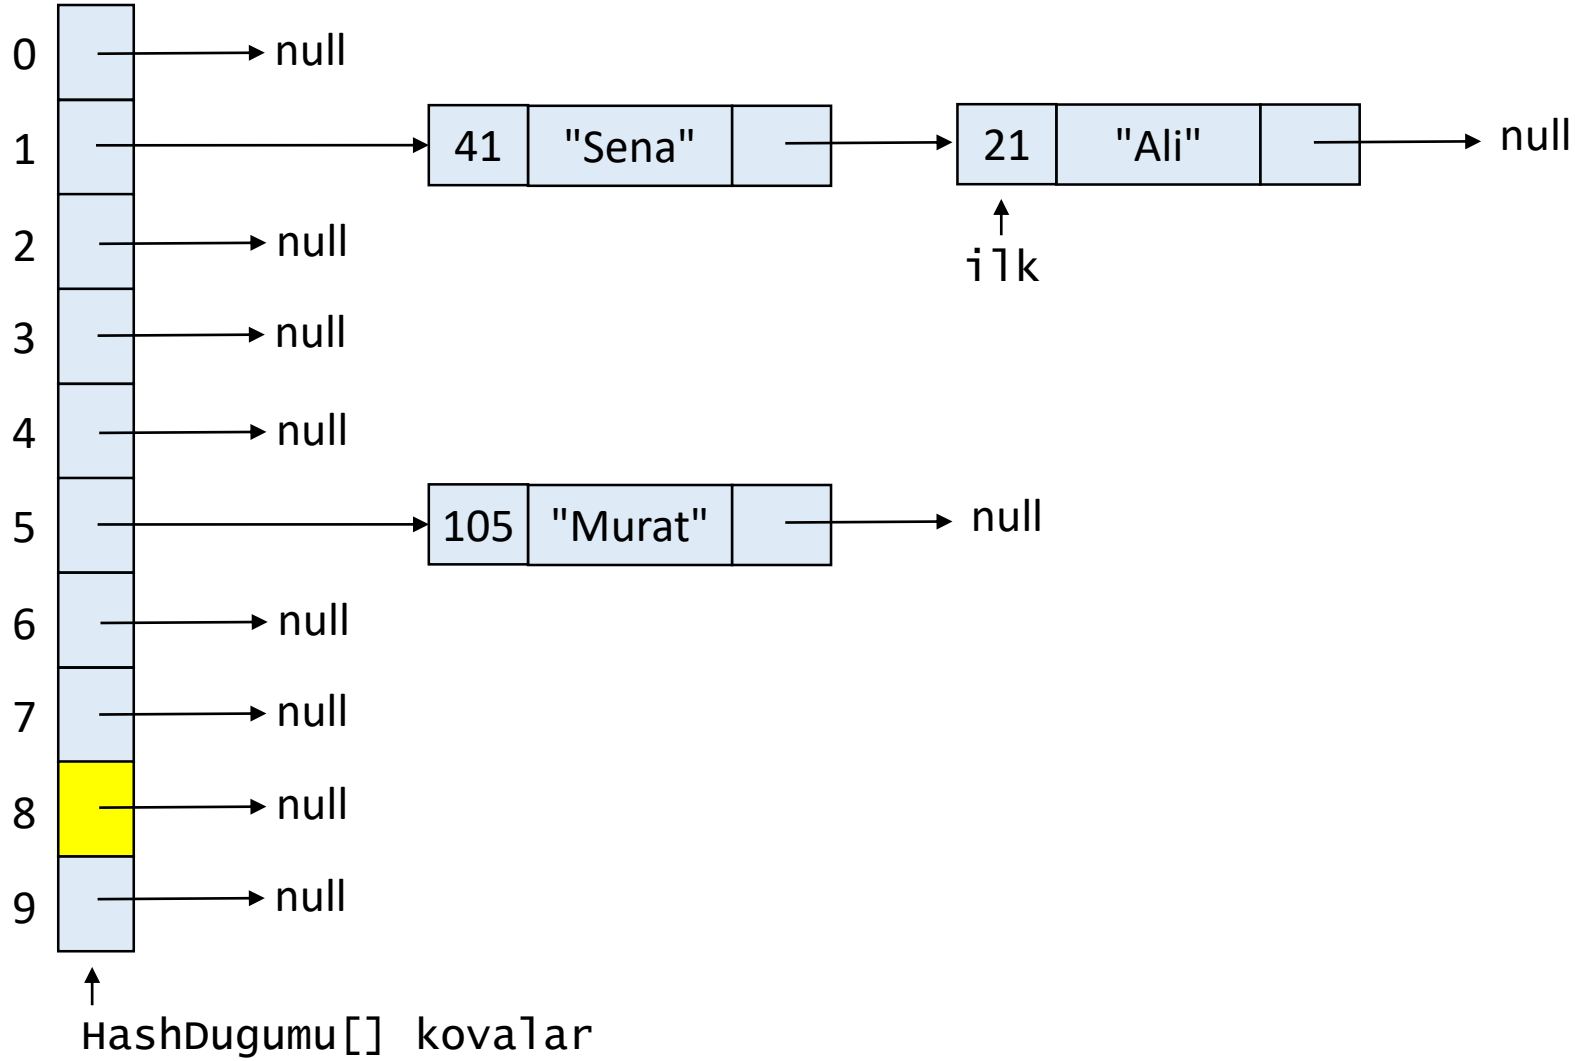 0 null
1 41 "Sena" 21 "Ali" null
2 null
ilk
3 null
4 null
5 105 "Murat" null
6 null
7 null
8 null
9 null
HashDugumu[] kovalar